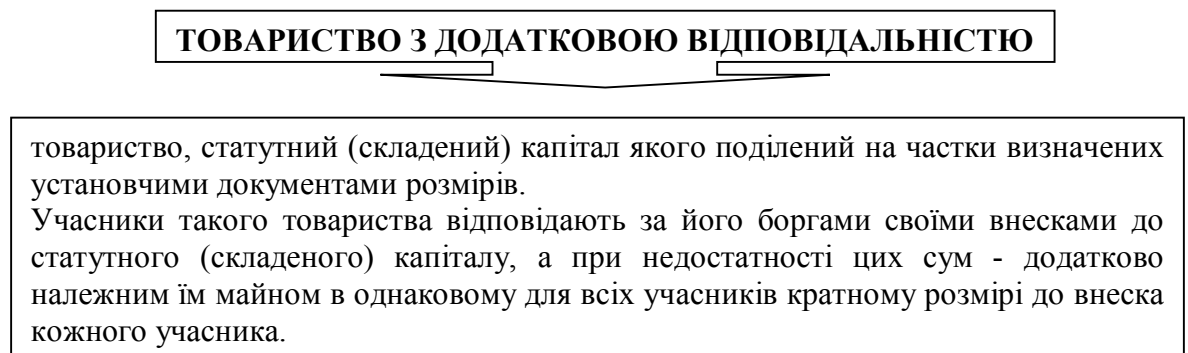 ТОВАРИСТВО З ДОДАТКОВОЮ ВІДПОВІДАЛЬНІСТЮ
товариство, статутний (складений) капітал якого поділений на частки визначених
установчими документами розмірів.
Учасники такого товариства відповідають за його боргами своїми внесками до
статутного (складеного) капіталу, а при недостатності цих сум - додатково
належним їм майном в однаковому для всіх учасників кратному розмірі до внеска
кожного учасника.